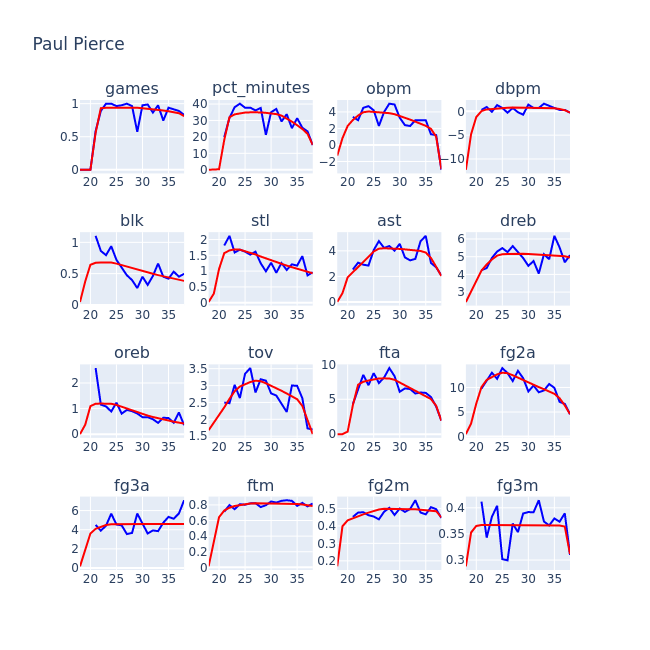 Paul Pierce
games pct_minutes obpm dbpm
1 0.5 0 40 30 20 10 0 4 2 0 −2 0 −5 −10
20 25 30 35 20 25 30 35 20 25 30 35 20 25 30 35
blk stl ast dreb
1 0.5 0 2 1.5 1 0.5 0 4 2 0 6 5 4 3
20 25 30 35 20 25 30 35 20 25 30 35 20 25 30 35
oreb tov fta fg2a
2 1 0 3.5 3 2.5 2 1.5 10 5 0 10 5 0
20 25 30 35 20 25 30 35 20 25 30 35 20 25 30 35
fg3a ftm fg2m fg3m
6 4 2 0 0.8 0.6 0.4 0.2 0 0.5 0.4 0.3 0.2 0.4 0.35 0.3
20 25 30 35 20 25 30 35 20 25 30 35 20 25 30 35